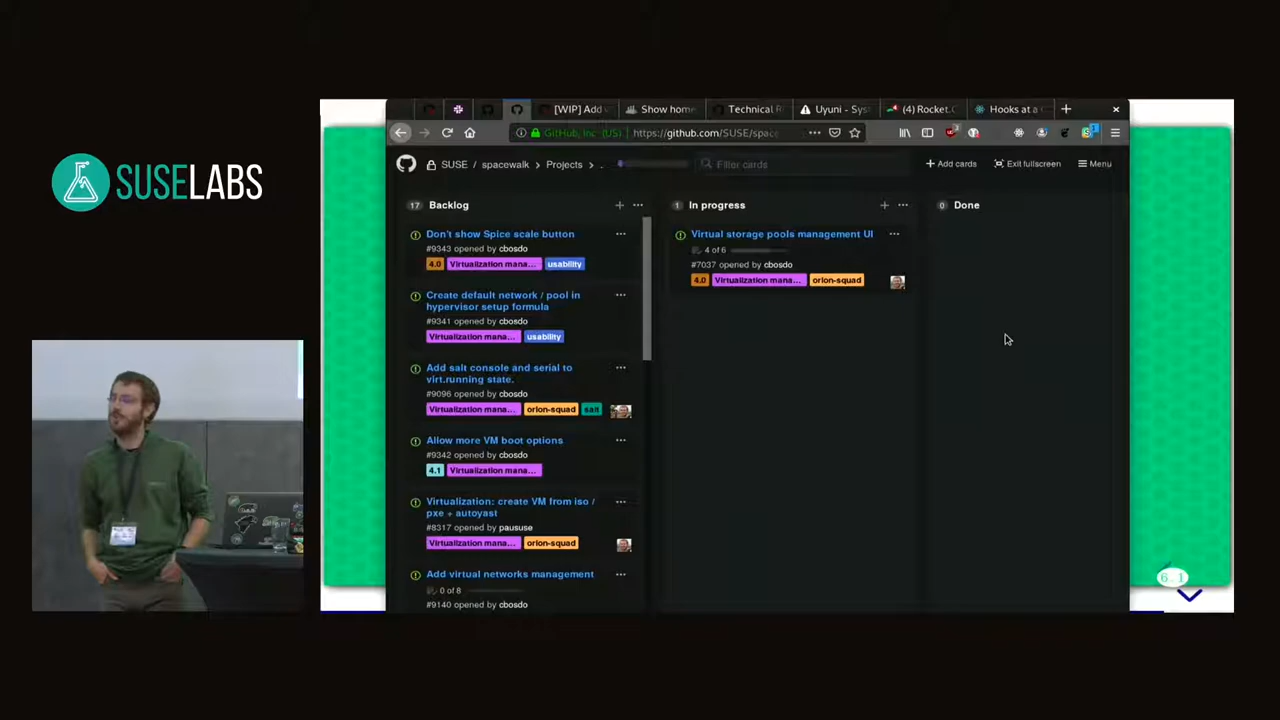 SUSELABS
[WIP] Add
Show home
Technical R
Uyuni - Sys
(4) Rocket.C
Hooks at a
GitHub, Inc. (US)
https://github.com/SUSE/spac
SUSE / spacewalk > Projects > .
Filter cards
+ Add cards
Exit fullscreen
Menu
17 Backlog
Don't show Spice scale button
#9343 opened by cbosdo
4.0 Virtualization mana... usability
Create default network / pool in
hypervisor setup formula
#9341 opened by cbosdo
Virtualization mana... usability
Add salt console and serial to
virt.running state.
#9096 opened by cbosdo
Virtualization mana... orion-squad salt
Allow more VM boot options
#9342 opened by cbosdo
4.1 Virtualization mana...
Virtualization: create VM from iso /
pxe + autoyast
#8317 opened by paususe
Virtualization mana... orion-squad
Add virtual networks management
0 of 8
#9140 opened by cbosdo
1 In progress
Virtual storage pools management UI
4 of 6
#7037 opened by cbosdo
4.0 Virtualization mana... orion-squad
0 Done
6.1